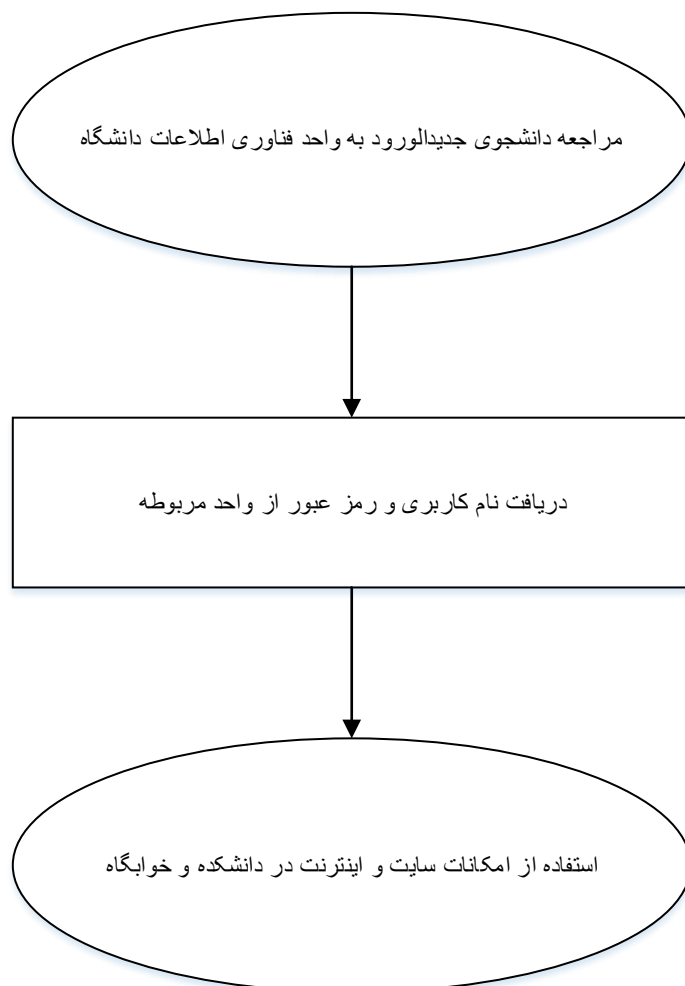 مراجعه دانشجوی جدیدالورود به واحد فناوری اطلاعات دانشگاه
دریافت نام کاربری و رمز عبور از واحد مربوطه
استفاده از امکانات سایت و اینترنت در دانشکده و خوابگاه